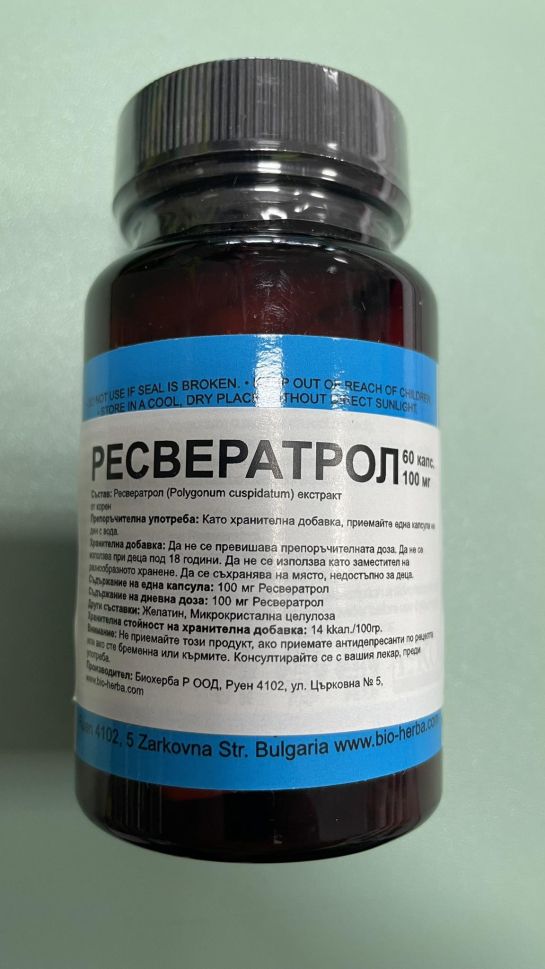 DO NOT USE IF SEAL IS BROKEN. • KEEP OUT OF REACH OF CHILDREN
• STORE IN A COOL, DRY PLACE WITHOUT DIRECT SUNLIGHT
РЕСВЕРАТРОЛ 60 капс.
100 мг
Състав: Ресвератрол (Polygonum cuspidatum) екстракт
от корен
Препоръчителна употреба: Като хранителна добавка, приемайте една капсула на
ден с вода.
Хранителна добавка: Да не се превишава препоръчителната доза. Да не се
използва при деца под 18 години. Да не се използва като заместител на
разнообразното хранене. Да се съхранява на място, недостъпно за деца.
Съдържание на една капсула: 100 мг Ресвератрол
Съдържание на дневна доза: 100 мг Ресвератрол
Други съставки: Желатин, Микрокристална целулоза
Хранителна стойност на хранителна добавка: 14 kkал./100гр.
Внимание: Не приемайте този продукт, ако приемате антидепресанти по рецепта
или ако сте бременна или кърмите. Консултирайте се с вашия лекар, преди
употреба.
Производител: Биохерба Р ООД, Руен 4102, ул. Църковна № 5,
www.bio-herba.com
Ruen 4102, 5 Zarkovna Str. Bulgaria www.bio-herba.com